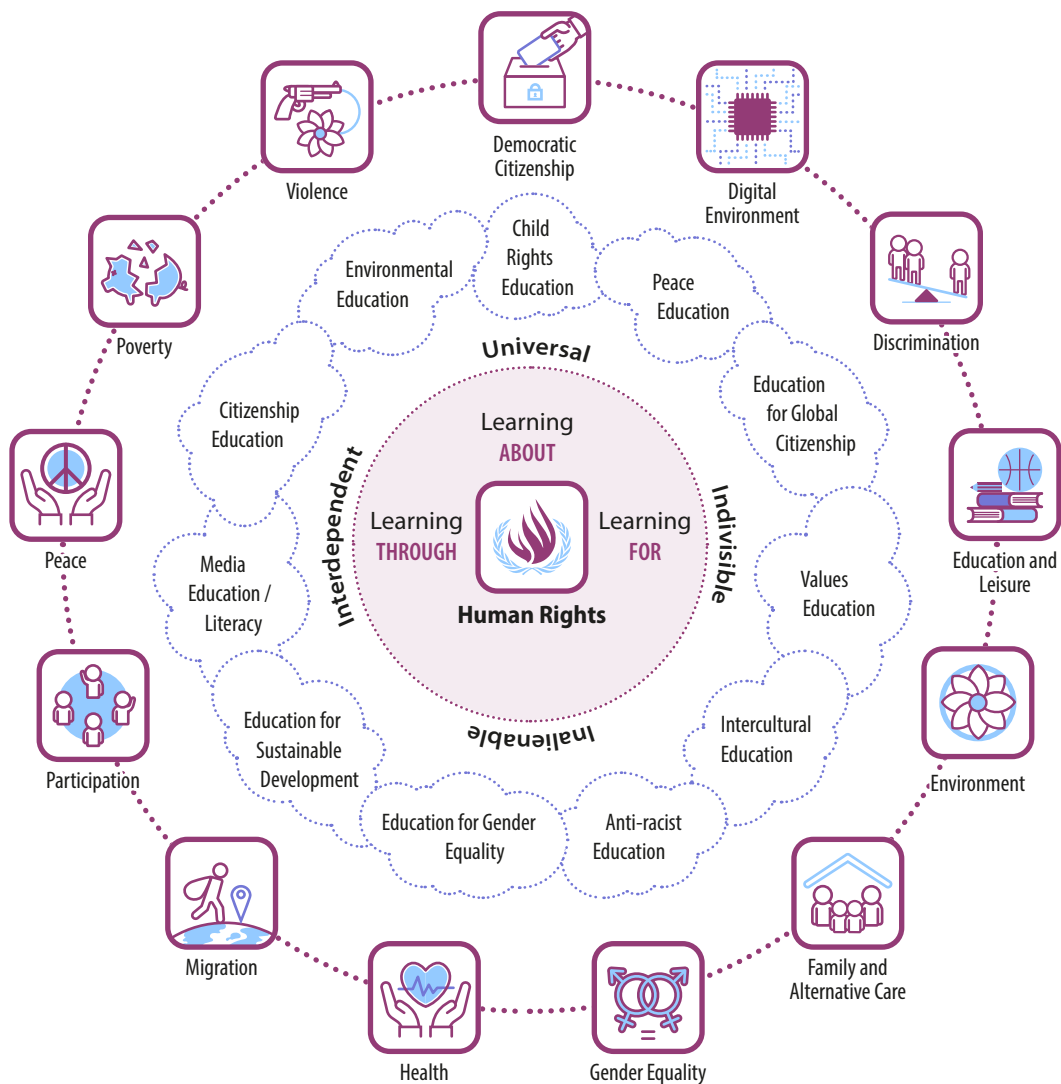 Democratic
Citizenship
Digital
Environment
Discrimination
Education and
Leisure
Environment
Family and
Alternative Care
Gender Equality
=
Health
Migration
Participation
Peace
Poverty
Violence
Child
Rights
Education
Peace
Education
Education
for Global
Citizenship
Values
Education
Intercultural
Education
Anti-racist
Education
Education for Gender
Equality
Education for
Sustainable
Development
Media
Education /
Literacy
Citizenship
Education
Environmental
Education
Universal
Indivisible
Inalienable
Interdependent
Learning
ABOUT
Learning
THROUGH
Learning
FOR
Human Rights